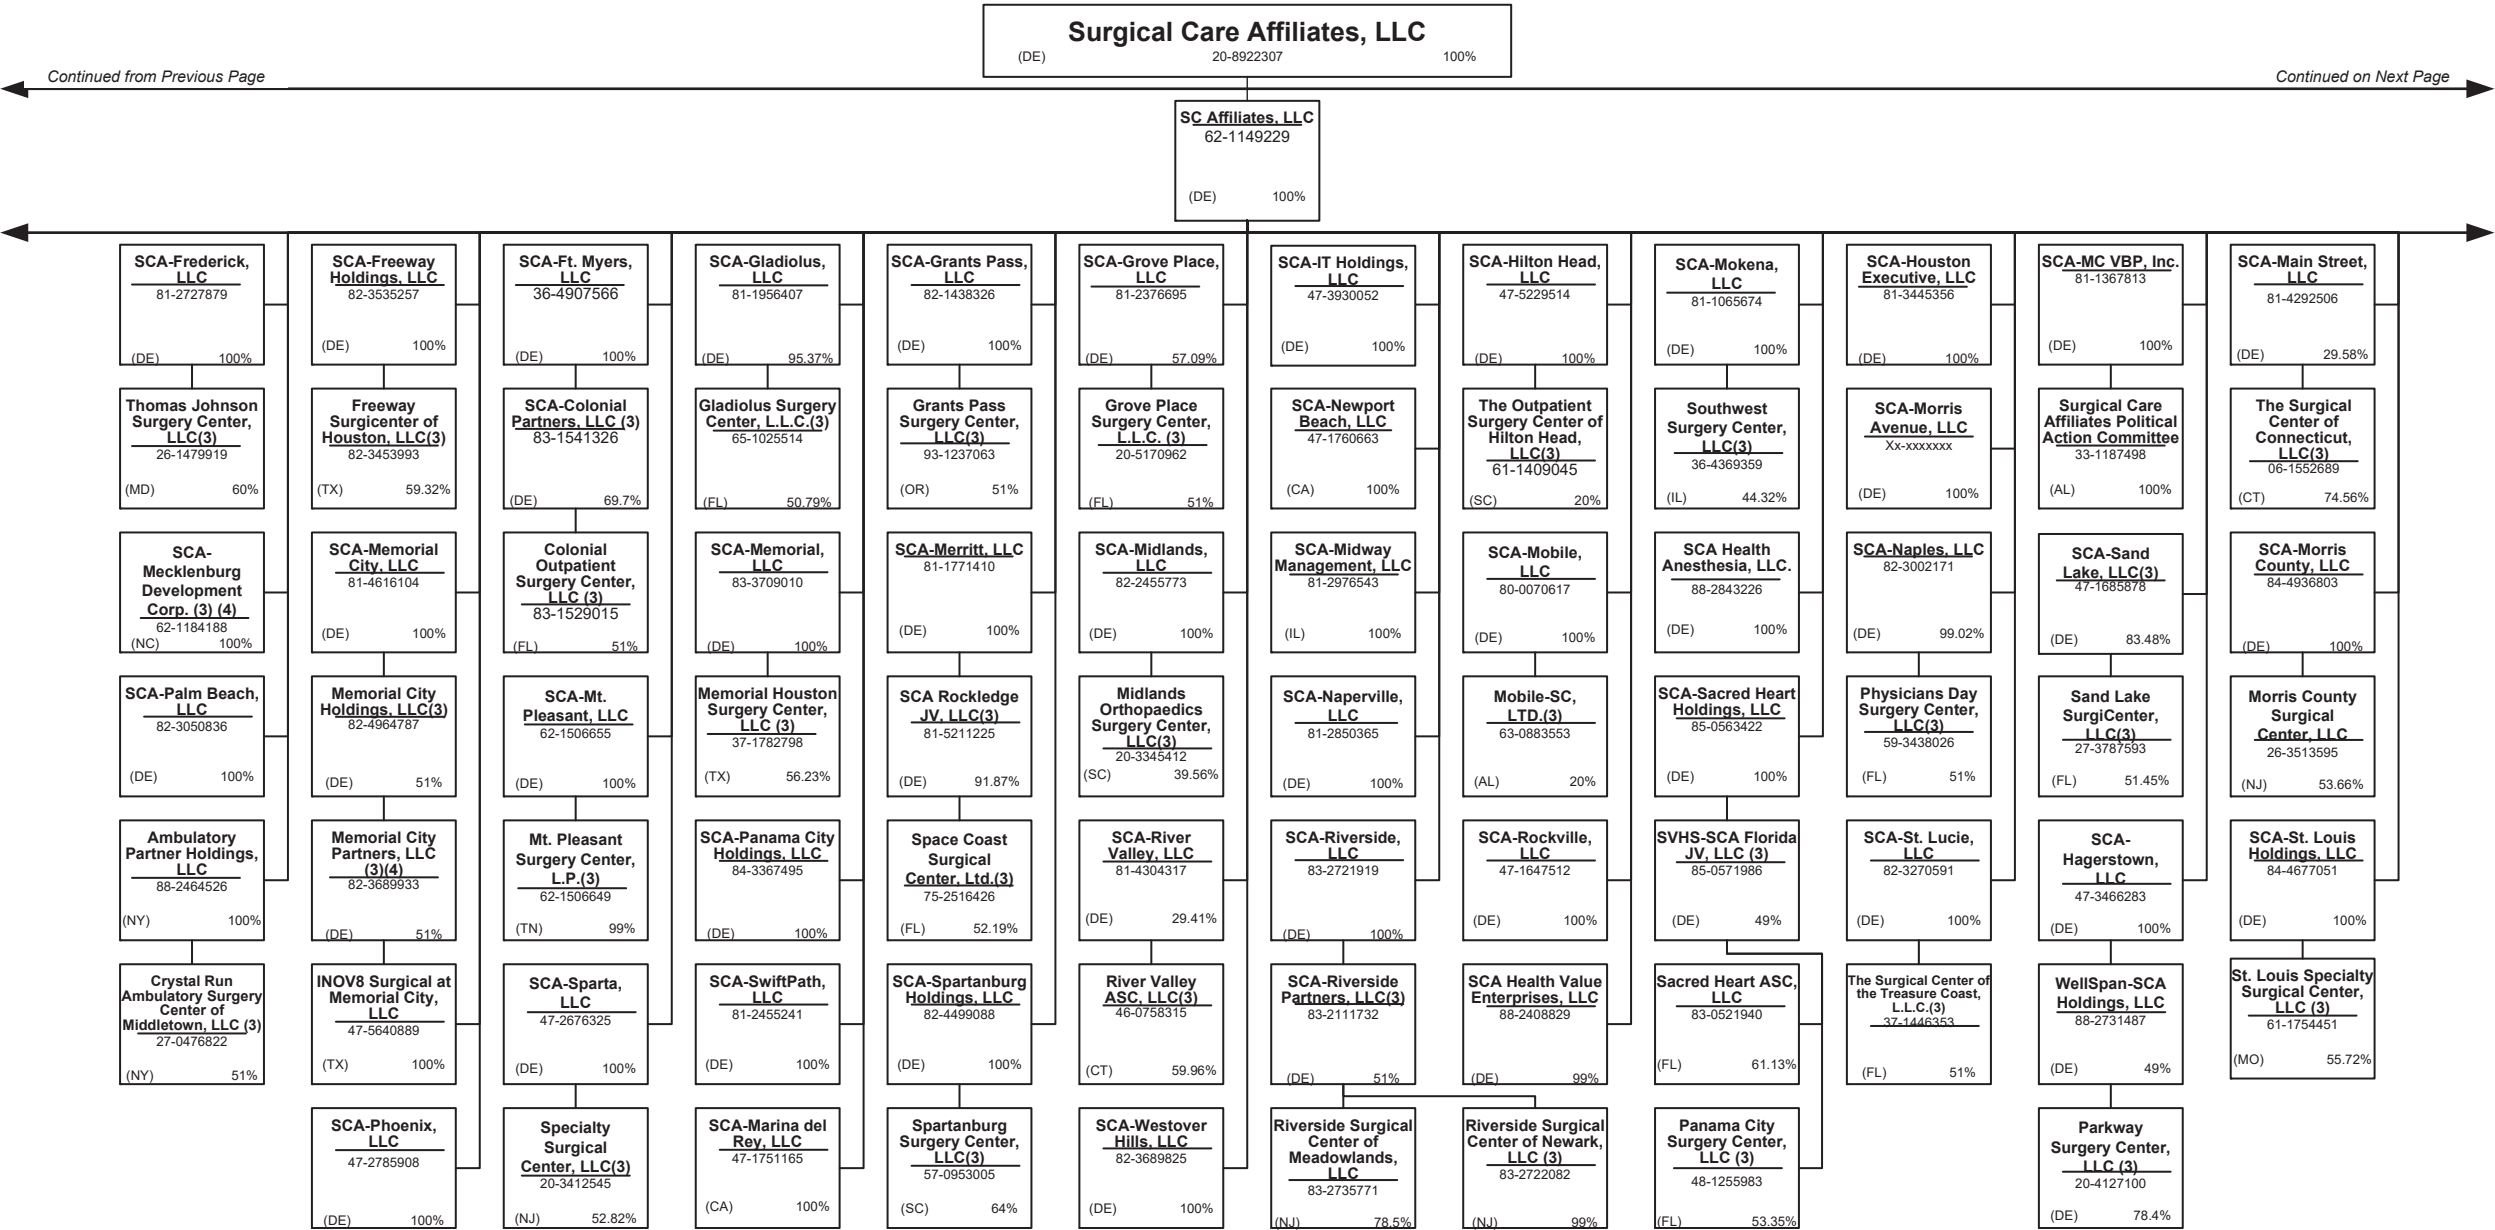 Surgical Care Affiliates, LLC
(DE) 20-8922307 100%
Continued from Previous Page
Continued on Next Page
SC Affiliates, LLC
62-1149229
(DE) 100%
SCA-Frederick,
LLC
81-2727879
(DE) 100%
Thomas Johnson
Surgery Center,
LLC(3)
26-1479919
(MD) 60%
SCA-
Mecklenburg
Development
Corp. (3) (4)
62-1184188
(NC) 100%
SCA-Palm Beach,
LLC
82-3050836
(DE) 100%
Ambulatory
Partner Holdings,
LLC
88-2464526
(NY) 100%
Crystal Run
Ambulatory Surgery
Center of
Middletown, LLC (3)
27-0476822
(NY) 51%
SCA-Freeway
Holdings, LLC
82-3535257
(DE) 100%
Freeway
Surgicenter of
Houston, LLC(3)
82-3453993
(TX) 59.32%
SCA-Memorial
City, LLC
81-4616104
(DE) 100%
Memorial City
Holdings, LLC(3)
82-4964787
(DE) 51%
Memorial City
Partners, LLC
(3)(4)
82-3689933
(DE) 51%
INOV8 Surgical at
Memorial City,
LLC
47-5640889
(TX) 100%
SCA-Phoenix,
LLC
47-2785908
(DE) 100%
SCA-Ft. Myers,
LLC
36-4907566
(DE) 100%
SCA-Colonial
Partners, LLC (3)
83-1541326
(DE) 69.7%
Colonial
Outpatient
Surgery Center,
LLC (3)
83-1529015
(FL) 51%
SCA-Mt.
Pleasant, LLC
62-1506655
(DE) 100%
Mt. Pleasant
Surgery Center,
L.P.(3)
62-1506649
(TN) 99%
SCA-Sparta,
LLC
47-2676325
(DE) 100%
Specialty
Surgical
Center, LLC(3)
20-3412545
(NJ) 52.82%
SCA-Gladiolus,
LLC
81-1956407
(DE) 95.37%
Gladiolus Surgery
Center, L.L.C.(3)
65-1025514
(FL) 50.79%
SCA-Memorial,
LLC
83-3709010
(DE) 100%
Memorial Houston
Surgery Center,
LLC (3)
37-1782798
(TX) 56.23%
SCA-Panama City
Holdings, LLC
84-3367495
(DE) 100%
SCA-SwiftPath,
LLC
81-2455241
(DE) 100%
SCA-Marina del
Rey, LLC
47-1751165
(CA) 100%
SCA-Grants Pass,
LLC
82-1438326
(DE) 100%
Grants Pass
Surgery Center,
LLC(3)
93-1237063
(OR) 51%
SCA-Merritt, LLC
81-1771410
(DE) 100%
SCA Rockledge
JV, LLC(3)
81-5211225
(DE) 91.87%
Space Coast
Surgical
Center, Ltd.(3)
75-2516426
(FL) 52.19%
SCA-Spartanburg
Holdings, LLC
82-4499088
(DE) 100%
Spartanburg
Surgery Center,
LLC(3)
57-0953005
(SC) 64%
SCA-Grove Place,
LLC
81-2376695
(DE) 57.09%
Grove Place
Surgery Center,
L.L.C. (3)
20-5170962
(FL) 51%
SCA-Midlands,
LLC
82-2455773
(DE) 100%
Midlands
Orthopaedics
Surgery Center,
LLC(3)
20-3345412
(SC) 39.56%
SCA-River
Valley, LLC
81-4304317
(DE) 29.41%
River Valley
ASC, LLC(3)
46-0758315
(CT) 59.96%
SCA-Westover
Hills, LLC
82-3689825
(DE) 100%
SCA-IT Holdings,
LLC
47-3930052
(DE) 100%
SCA-Newport
Beach, LLC
47-1760663
(CA) 100%
SCA-Midway
Management, LLC
81-2976543
(IL) 100%
SCA-Naperville,
LLC
81-2850365
(DE) 100%
SCA-Riverside,
LLC
83-2721919
(DE) 100%
SCA-Riverside
Partners, LLC(3)
83-2111732
(DE) 51%
Riverside Surgical
Center of
Meadowlands,
LLC
83-2735771
(NJ) 78.5%
SCA-Hilton Head,
LLC
47-5229514
(DE) 100%
The Outpatient
Surgery Center of
Hilton Head,
LLC(3)
61-1409045
(SC) 20%
SCA-Mobile,
LLC
80-0070617
(DE) 100%
Mobile-SC,
LTD.(3)
63-0883553
(AL) 20%
SCA-Rockville,
LLC
47-1647512
(DE) 100%
SCA Health Value
Enterprises, LLC
88-2408829
(DE) 99%
Riverside Surgical
Center of Newark,
LLC (3)
83-2722082
(NJ) 99%
SCA-Mokena,
LLC
81-1065674
(DE) 100%
Southwest
Surgery Center,
LLC(3)
36-4369359
(IL) 44.32%
SCA Health
Anesthesia, LLC.
88-2843226
(DE) 100%
SCA-Sacred Heart
Holdings, LLC
85-0563422
(DE) 100%
SVHS-SCA Florida
JV, LLC (3)
85-0571986
(DE) 49%
Sacred Heart ASC,
LLC
83-0521940
(FL) 61.13%
Panama City
Surgery Center,
LLC (3)
48-1255983
(FL) 53.35%
SCA-Houston
Executive, LLC
81-3445356
(DE) 100%
SCA-Morris
Avenue, LLC
Xx-xxxxxxx
(DE) 100%
SCA-Naples, LLC
82-3002171
(DE) 99.02%
Physicians Day
Surgery Center,
LLC(3)
59-3438026
(FL) 51%
SCA-St. Lucie,
LLC
82-3270591
(DE) 100%
The Surgical Center of
the Treasure Coast,
L.L.C.(3)
37-1446353
(FL) 51%
SCA-MC VBP, Inc.
81-1367813
(DE) 100%
Surgical Care
Affiliates Political
Action Committee
33-1187498
(AL) 100%
SCA-Sand
Lake, LLC(3)
47-1685878
(DE) 83.48%
Sand Lake
SurgiCenter,
LLC(3)
27-3787593
(FL) 51.45%
SCA-
Hagerstown,
LLC
47-3466283
(DE) 100%
WellSpan-SCA
Holdings, LLC
88-2731487
(DE) 49%
Parkway
Surgery Center,
LLC (3)
20-4127100
(DE) 78.4%
SCA-Main Street,
LLC
81-4292506
(DE) 29.58%
The Surgical
Center of
Connecticut,
LLC(3)
06-1552689
(CT) 74.56%
SCA-Morris
County, LLC
84-4936803
(DE) 100%
Morris County
Surgical
Center, LLC
26-3513595
(NJ) 53.66%
SCA-St. Louis
Holdings, LLC
84-4677051
(DE) 100%
St. Louis Specialty
Surgical Center,
LLC (3)
61-1754451
(MO) 55.72%